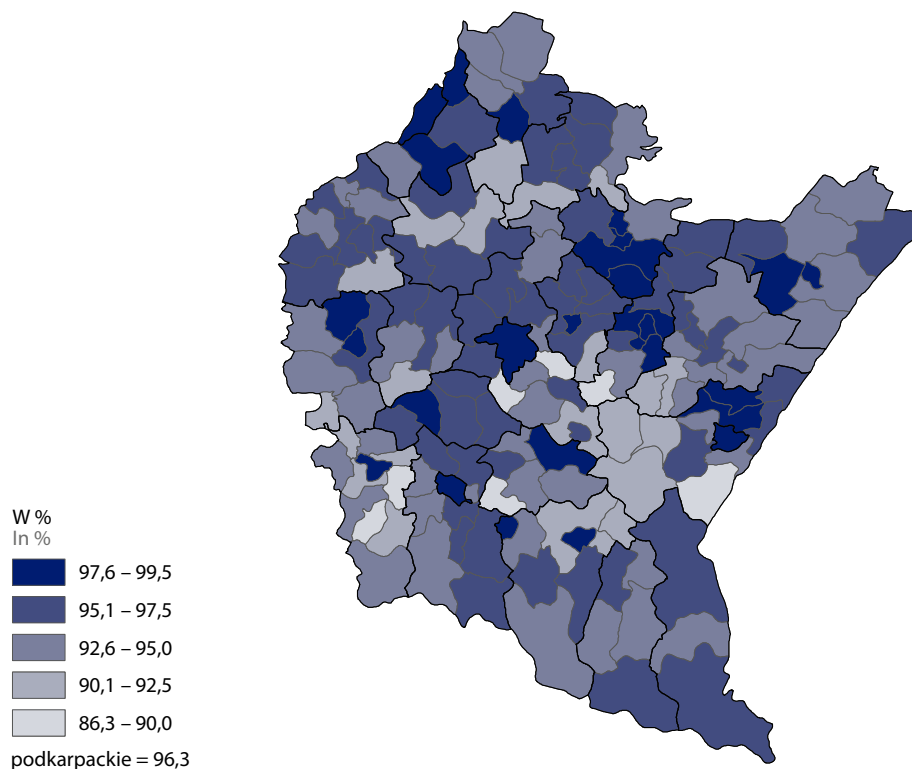 W %
In %
97,6 – 99,5
95,1 – 97,5
92,6 – 95,0
90,1 – 92,5
86,3 – 90,0
podkarpackie = 96,3